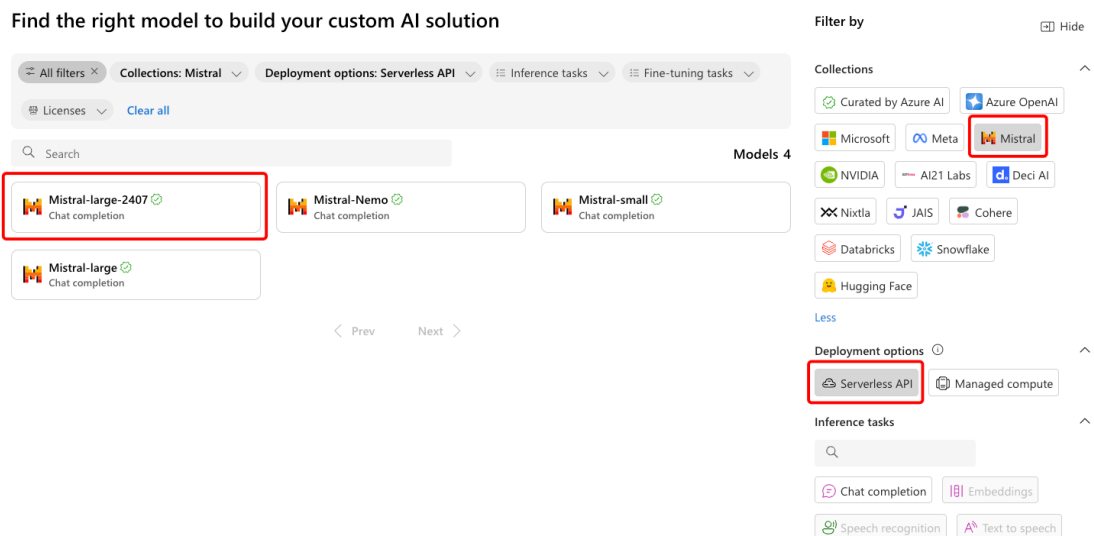 Find the right model to build your custom AI solution
All filters ×
Collections: Mistral
Deployment options: Serverless API
Inference tasks
Fine-tuning tasks
Licenses
Clear all
Search
Models 4
Mistral-large-2407
Chat completion
Mistral-Nemo
Chat completion
Mistral-small
Chat completion
Mistral-large
Chat completion
Prev
Next
Filter by
Hide
Collections
Curated by Azure AI
Azure OpenAI
Microsoft
Meta
Mistral
NVIDIA
AI21 Labs
Deci AI
Nixtla
JAIS
Cohere
Databricks
Snowflake
Hugging Face
Less
Deployment options
Serverless API
Managed compute
Inference tasks
Chat completion
Embeddings
Speech recognition
Text to speech